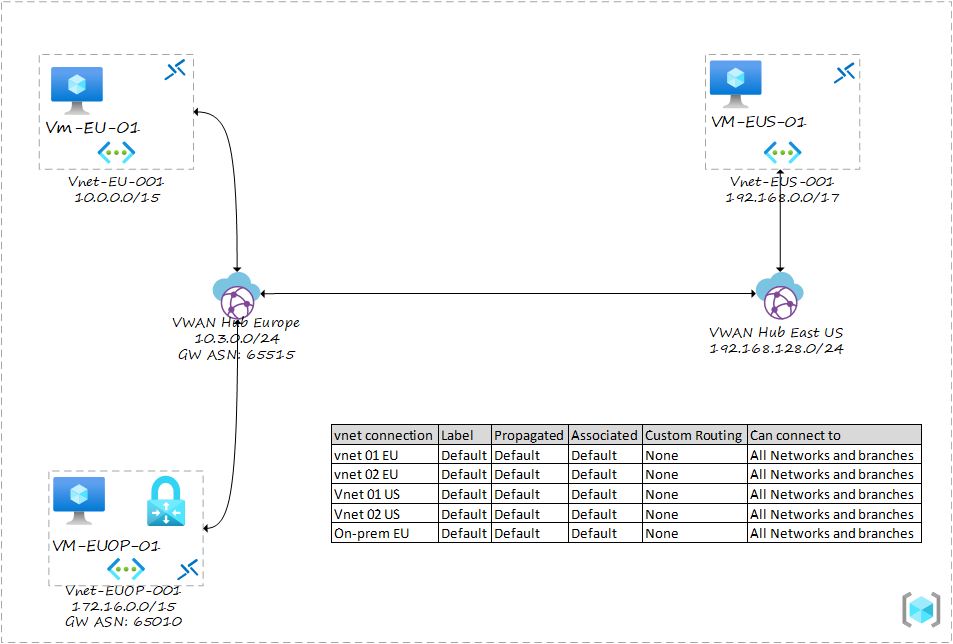 Vm-EU-01
Vnet-EU-001
10.0.0.0/15
VM-EUS-01
Vnet-EUS-001
192.168.0.0/17
VWAN Hub Europe
10.3.0.0/24
GW ASN: 65515
VWAN Hub East US
192.168.128.0/24
vnet connection Label Propagated Associated Custom Routing Can connect to
vnet 01 EU Default Default Default None All Networks and branches
vnet 02 EU Default Default Default None All Networks and branches
Vnet 01 US Default Default Default None All Networks and branches
Vnet 02 US Default Default Default None All Networks and branches
On-prem EU Default Default Default None All Networks and branches
VM-EUOP-01
Vnet-EUOP-001
172.16.0.0/15
GW ASN: 65010